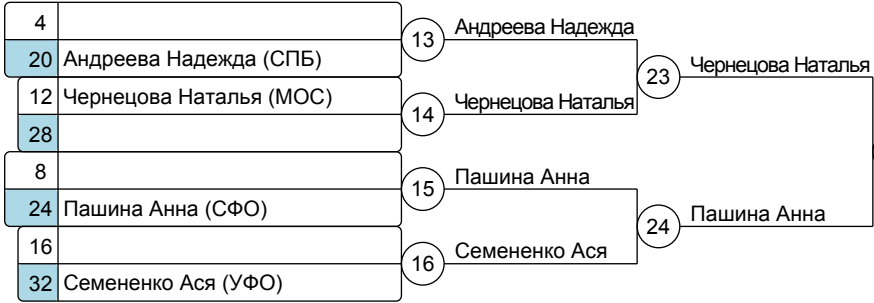 4
20 Андреева Надежда (СПБ)
13
Андреева Надежда
12 Чернецова Наталья (МОС)
28
14
Чернецова Наталья
23
Чернецова Наталья
8
24 Пашина Анна (СФО)
15
Пашина Анна
16
32 Семененко Ася (УФО)
16
Семененко Ася
24
Пашина Анна